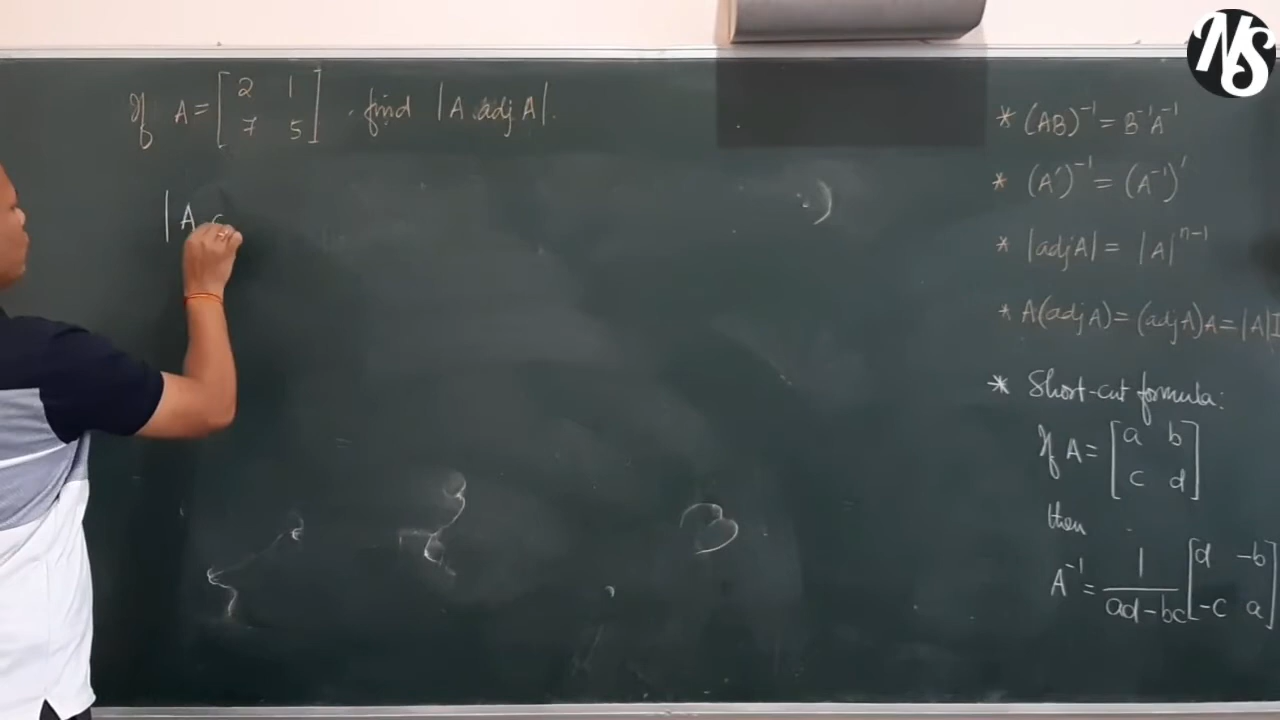 If A = [2 1 7 5] . find |A adj A|.
|A
* (AB)⁻¹ = B⁻¹A⁻¹
* (A')⁻¹ = (A⁻¹)'
* |adj A| = |A|ⁿ⁻¹
* A(adj A) = (adj A)A = |A|I
* Short-cut formula:
If A = [a b c d]
then
A⁻¹ = 1/(ad-bc) [d -b -c a]
NS